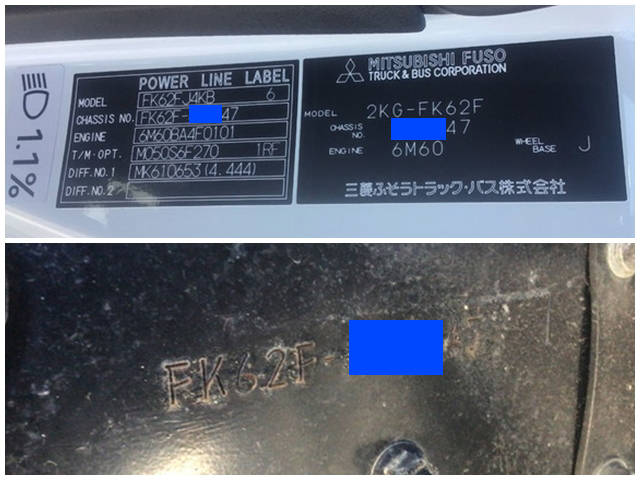 1.1%
POWER LINE LABEL
MODEL FK62FJ4KB 6
CHASSIS NO. FK62F- 47
ENGINE 6M60BA4F0101
T/M·OPT. M050S6F270 1RF
DIFF.NO.1 MK610653(4.444)
DIFF.NO.2
MITSUBISHI FUSO
TRUCK & BUS CORPORATION
MODEL 2KG-FK62F
CHASSIS NO. 47
ENGINE 6M60
WHEEL BASE J
三菱ふそうトラック・バス株式会社
FK62F-